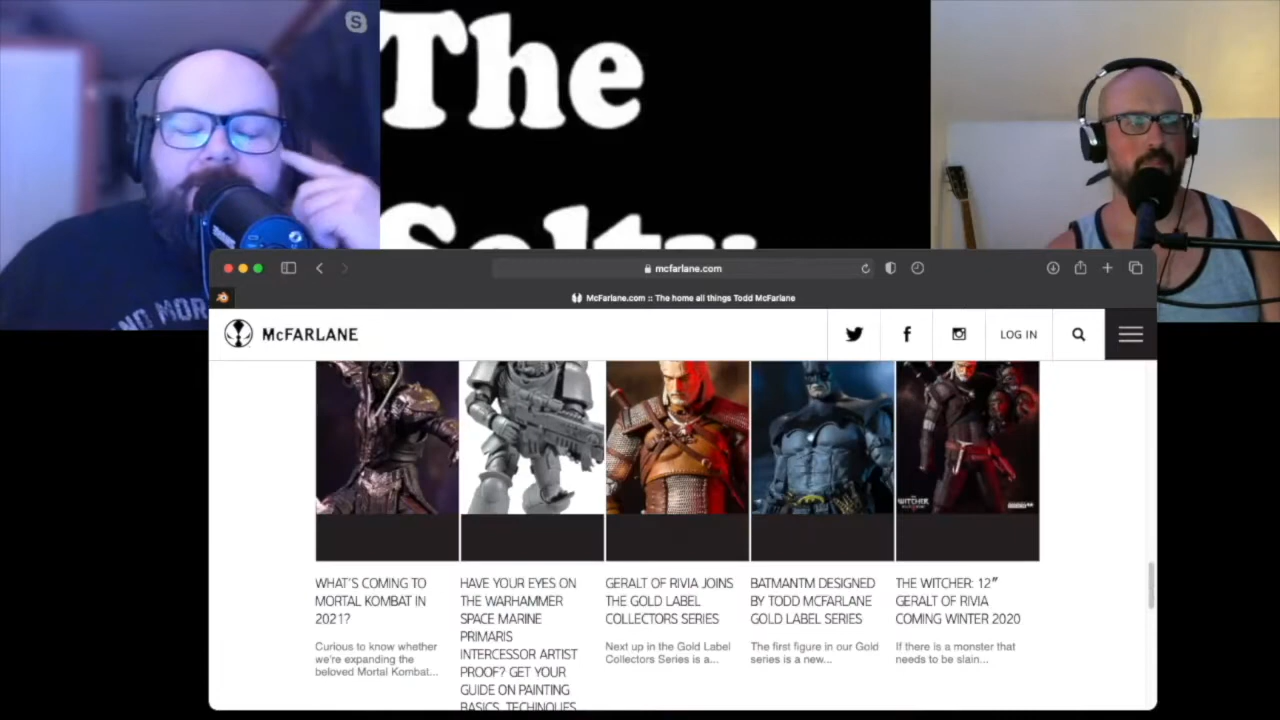 The
Salty
S
mcfarlane.com
McFarlane.com :: The home all things Todd McFarlane
McFARLANE
LOG IN
THE WITCHER
WHAT'S COMING TO
MORTAL KOMBAT IN
2021?
Curious to know whether
we're expanding the
beloved Mortal Kombat...
HAVE YOUR EYES ON
THE WARHAMMER
SPACE MARINE
PRIMARIS
INTERCESSOR ARTIST
PROOF? GET YOUR
GUIDE ON PAINTING
BASICS, TECHNIQUES
GERALT OF RIVIA JOINS
THE GOLD LABEL
COLLECTORS SERIES
Next up in the Gold Label
Collectors Series is a...
BATMANTM DESIGNED
BY TODD MCFARLANE
GOLD LABEL SERIES
The first figure in our Gold
series is a new...
THE WITCHER: 12″
GERALT OF RIVIA
COMING WINTER 2020
If there is a monster that
needs to be slain...